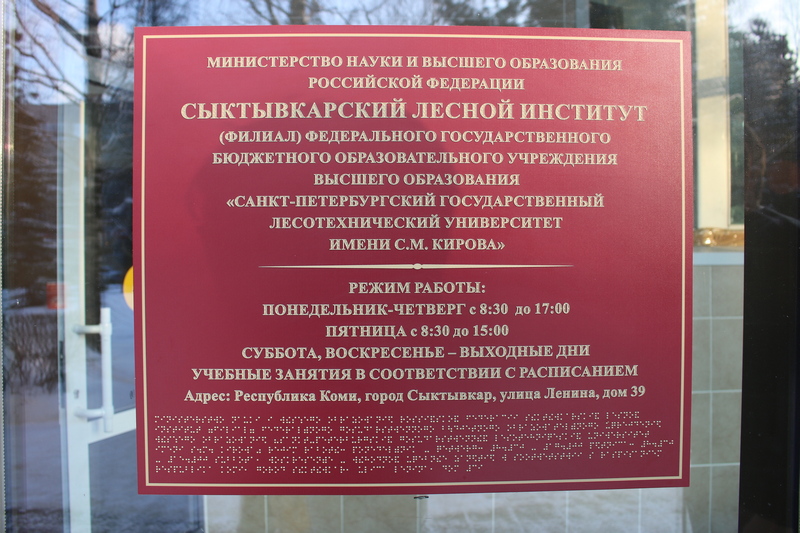 МИНИСТЕРСТВО НАУКИ И ВЫСШЕГО ОБРАЗОВАНИЯ
РОССИЙСКОЙ ФЕДЕРАЦИИ
СЫКТЫВКАРСКИЙ ЛЕСНОЙ ИНСТИТУТ
(ФИЛИАЛ) ФЕДЕРАЛЬНОГО ГОСУДАРСТВЕННОГО
БЮДЖЕТНОГО ОБРАЗОВАТЕЛЬНОГО УЧРЕЖДЕНИЯ
ВЫСШЕГО ОБРАЗОВАНИЯ
«САНКТ-ПЕТЕРБУРГСКИЙ ГОСУДАРСТВЕННЫЙ
ЛЕСОТЕХНИЧЕСКИЙ УНИВЕРСИТЕТ
ИМЕНИ С.М. КИРОВА»
РЕЖИМ РАБОТЫ:
ПОНЕДЕЛЬНИК-ЧЕТВЕРГ с 8:30 до 17:00
ПЯТНИЦА с 8:30 до 15:00
СУББОТА, ВОСКРЕСЕНЬЕ – ВЫХОДНЫЕ ДНИ
УЧЕБНЫЕ ЗАНЯТИЯ В СООТВЕТСТВИИ С РАСПИСАНИЕМ
Адрес: Республика Коми, город Сыктывкар, улица Ленина, дом 39